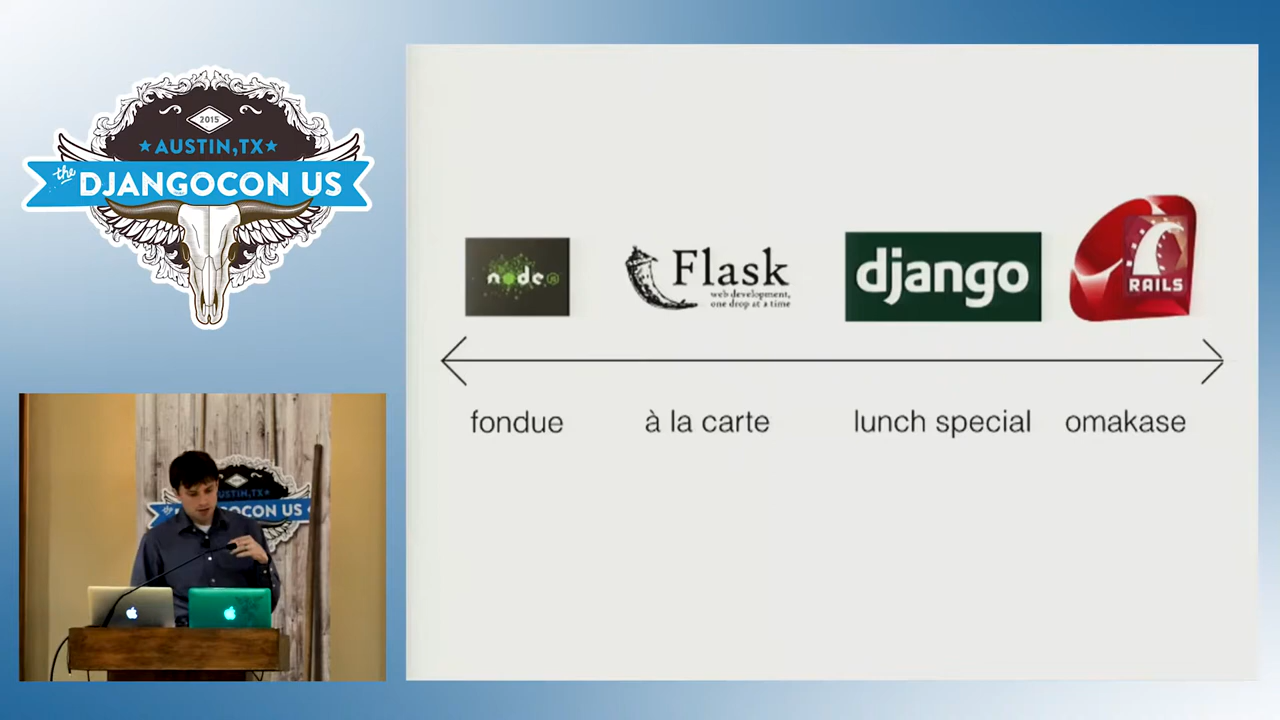 2015
★AUSTIN,TX★
the DJANGOCON US
node JS
Flask
web development,
one drop at a time
django
RAILS
fondue
à la carte
lunch special
omakase
AUSTIN,TX★
DJANGOCON US